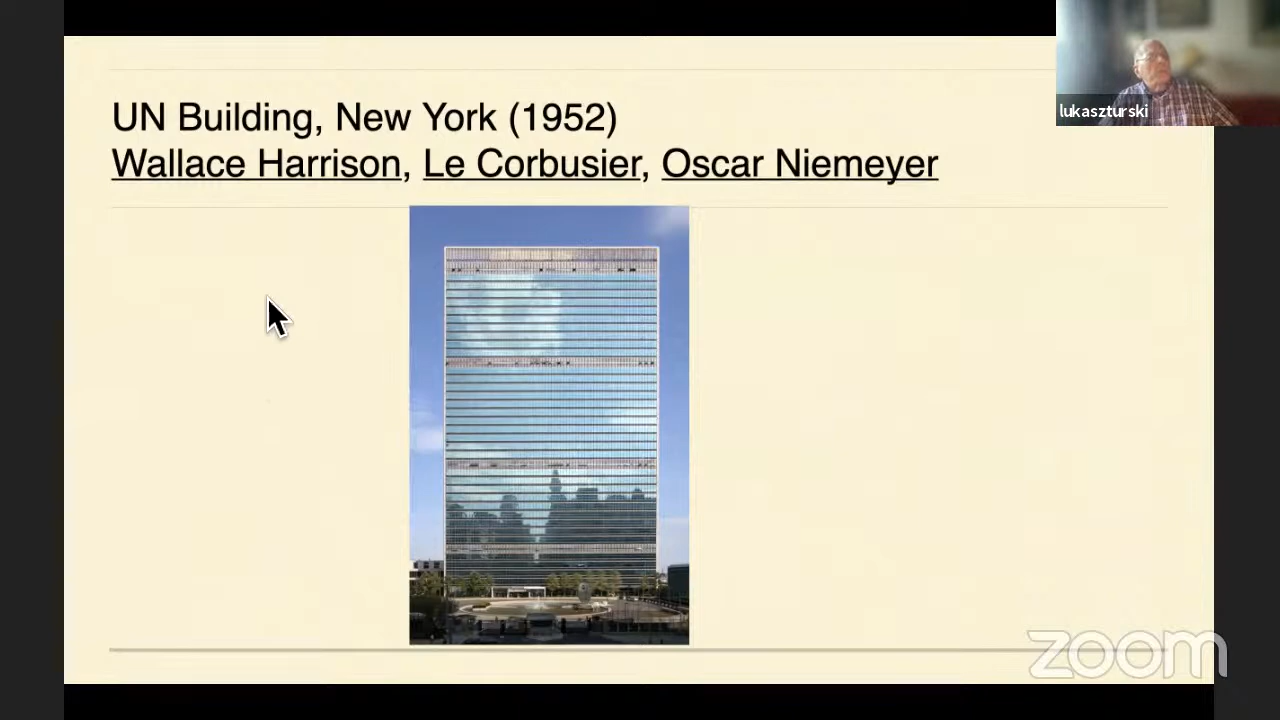 UN Building, New York (1952)
Wallace Harrison, Le Corbusier, Oscar Niemeyer
lukaszturski
zoom